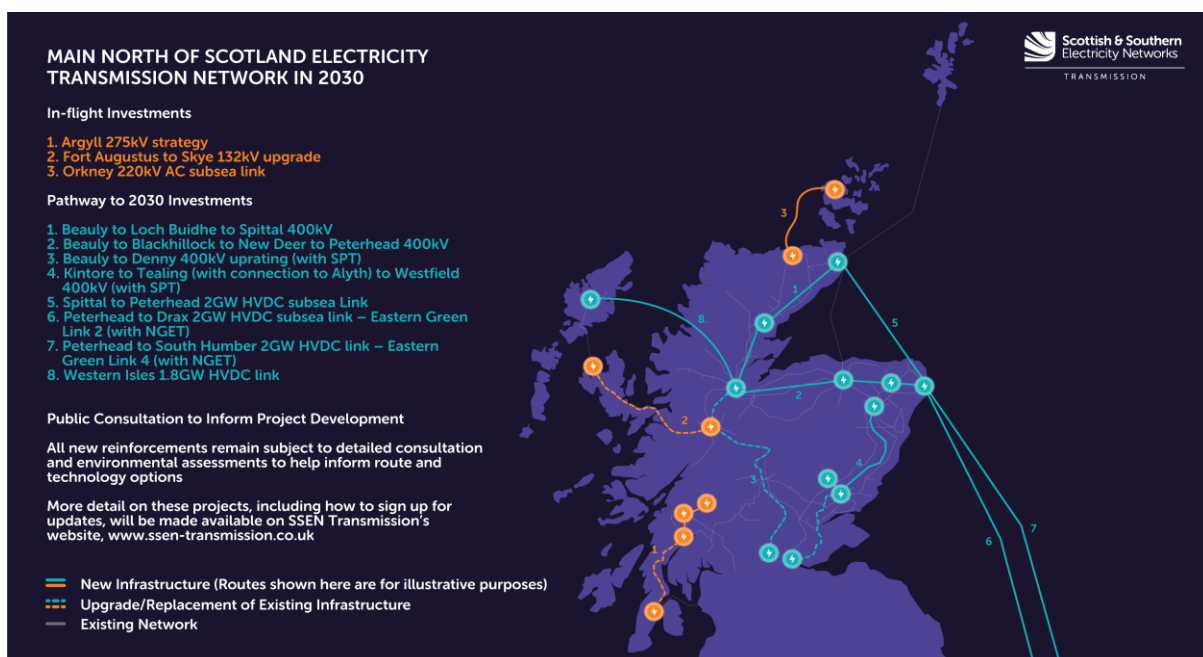 MAIN NORTH OF SCOTLAND ELECTRICITY
TRANSMISSION NETWORK IN 2030
Scottish & Southern
Electricity Networks
TRANSMISSION
In-flight Investments
1. Argyll 275kV strategy
2. Fort Augustus to Skye 132kV upgrade
3. Orkney 220kV AC subsea link
Pathway to 2030 Investments
1. Beauly to Loch Buidhe to Spittal 400kV
2. Beauly to Blackhillock to New Deer to Peterhead 400kV
3. Beauly to Denny 400kV uprating (with SPT)
4. Kintore to Tealing (with connection to Alyth) to Westfield
400kV (with SPT)
5. Spittal to Peterhead 2GW HVDC subsea Link
6. Peterhead to Drax 2GW HVDC subsea link – Eastern Green
Link 2 (with NGET)
7. Peterhead to South Humber 2GW HVDC link – Eastern
Green Link 4 (with NGET)
8. Western Isles 1.8GW HVDC link
Public Consultation to Inform Project Development
All new reinforcements remain subject to detailed consultation
and environmental assessments to help inform route and
technology options
More detail on these projects, including how to sign up for
updates, will be made available on SSEN Transmission's
website, www.ssen-transmission.co.uk
New Infrastructure (Routes shown here are for illustrative purposes)
Upgrade/Replacement of Existing Infrastructure
Existing Network
3
1
8.
5
2
2
4
3
1
7
6